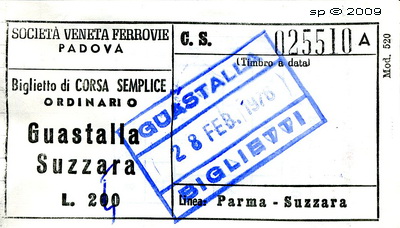 sp © 2009
SOCIETÀ VENETA FERROVIE
PADOVA
Biglietto di CORSA SEMPLICE
ORDINARIO
Guastalla
Suzzara
L. 200
C. S.
025510 A
(Timbro a data)
GUASTALLA
28 FEB. 1976
BIGLIETTI
Linea: Parma - Suzzara
Mod. 520